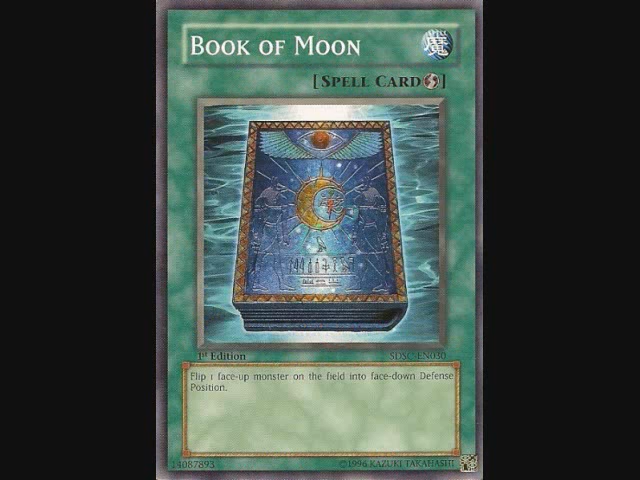 BOOK OF MOON
魔
[SPELL CARD]
1st Edition
SDSC-EN030
Flip 1 face-up monster on the field into face-down Defense
Position.
14087893
©1996 KAZUKI TAKAHASHI